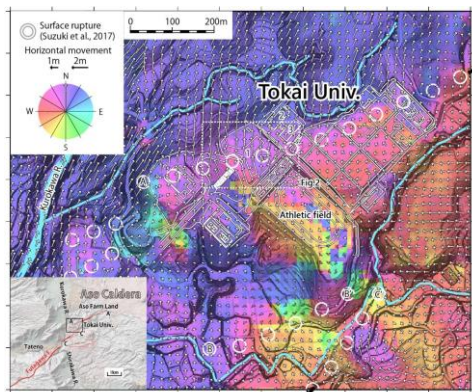 Surface rupture
(Suzuki et al., 2017)
Horizontal movement
1m 2m
N
W E
S
0 100 200m
Tokai Univ.
Kurokawa R.
Fig.2
Athletic field
A
B
B'
C'
Aso Caldera
Kurokawa R.
Aso Farm Land
Tokai Univ.
Tateno
1km